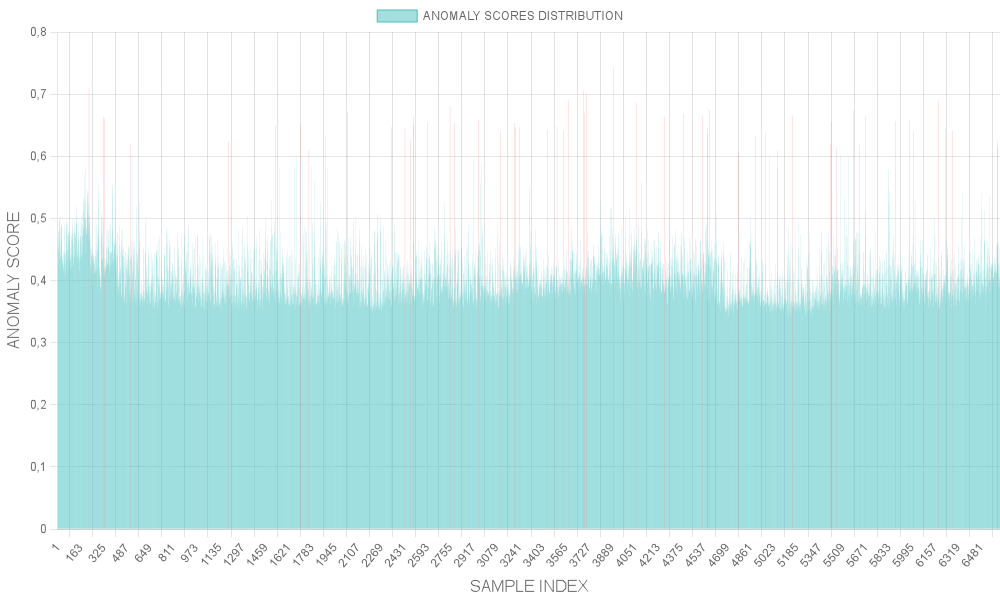 ANOMALY SCORES DISTRIBUTION
0,8
0,7
0,6
0,5
0,4
0,3
0,2
0,1
0
ANOMALY SCORE
1 163 325 487 649 811 973 1135 1297 1459 1621 1783 1945 2107 2269 2431 2593 2755 2917 3079 3241 3403 3565 3727 3889 4051 4213 4375 4537 4699 4861 5023 5185 5347 5509 5671 5833 5995 6157 6319 6481
SAMPLE INDEX